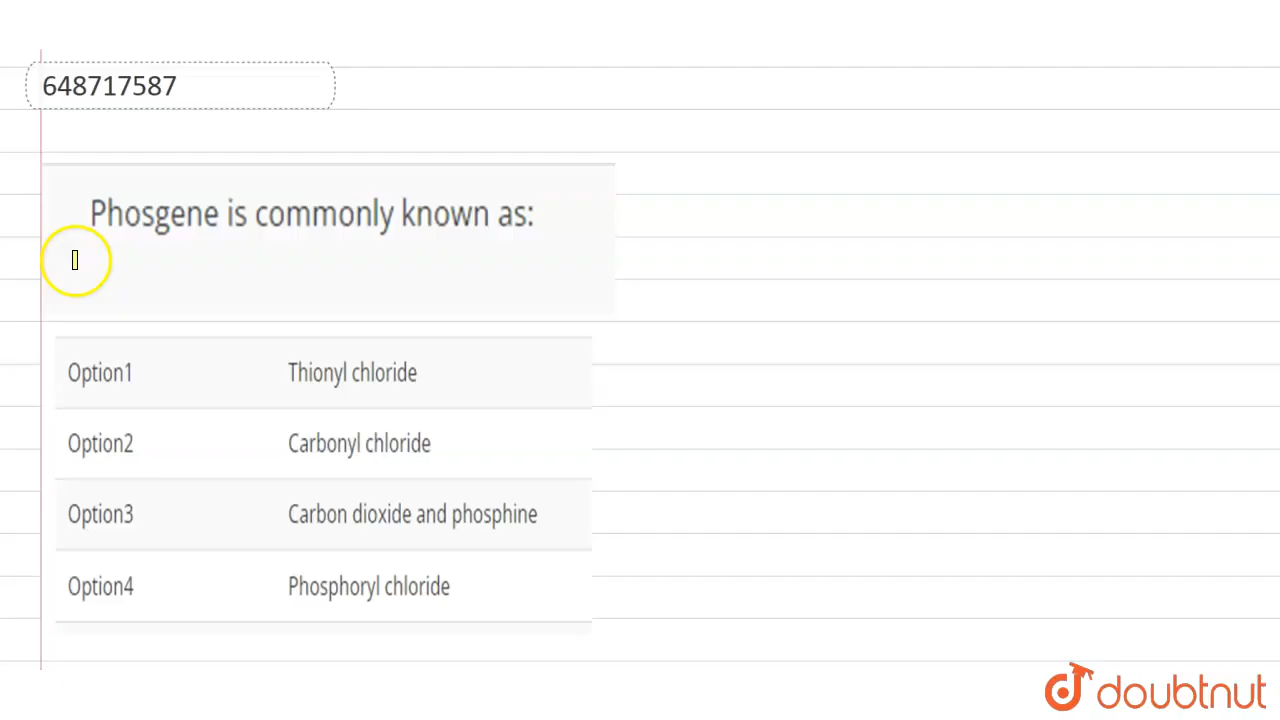 648717587
Phosgene is commonly known as:
Option1 Thionyl chloride
Option2 Carbonyl chloride
Option3 Carbon dioxide and phosphine
Option4 Phosphoryl chloride
doubtnut